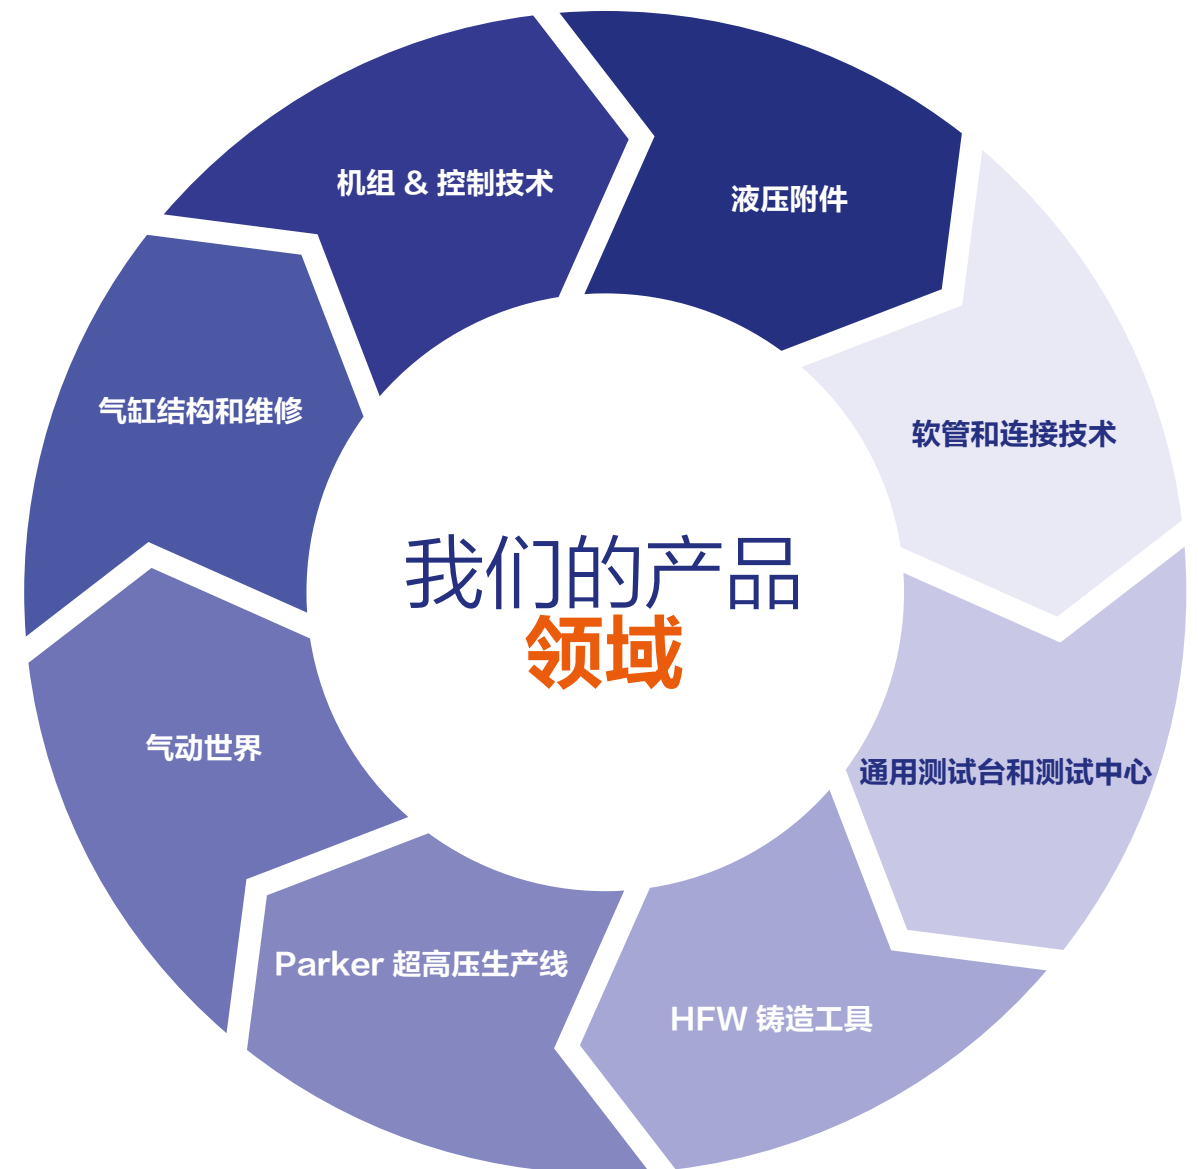 机组 & 控制技术
液压附件
气缸结构和维修
软管和连接技术
我们的产品
领域
气动世界
通用测试台和测试中心
Parker 超高压生产线
HFW 铸造工具